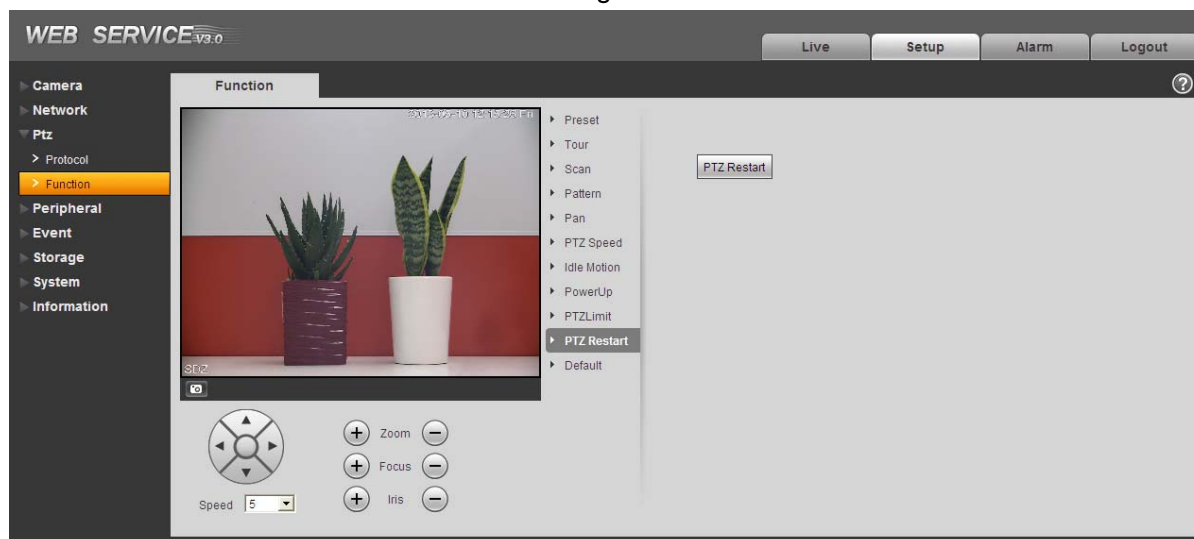 WEB SERVICE V3.0
Live
Setup
Alarm
Logout
Camera
Network
Ptz
Protocol
Function
Peripheral
Event
Storage
System
Information
Function
SDZ
Preset
Tour
Scan
Pattern
Pan
PTZ Speed
Idle Motion
PowerUp
PTZLimit
PTZ Restart
Default
PTZ Restart
Zoom
Focus
Iris
Speed 5